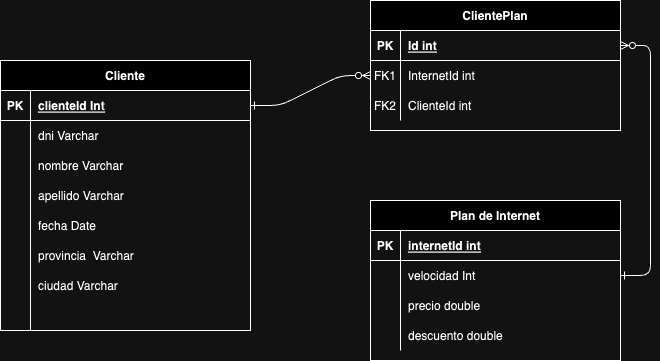 ClientePlan
PK Id int
FK1 InternetId int
FK2 ClienteId int
Cliente
PK clienteId Int
dni Varchar
nombre Varchar
apellido Varchar
fecha Date
provincia Varchar
ciudad Varchar
Plan de Internet
PK internetId int
velocidad Int
precio double
descuento double